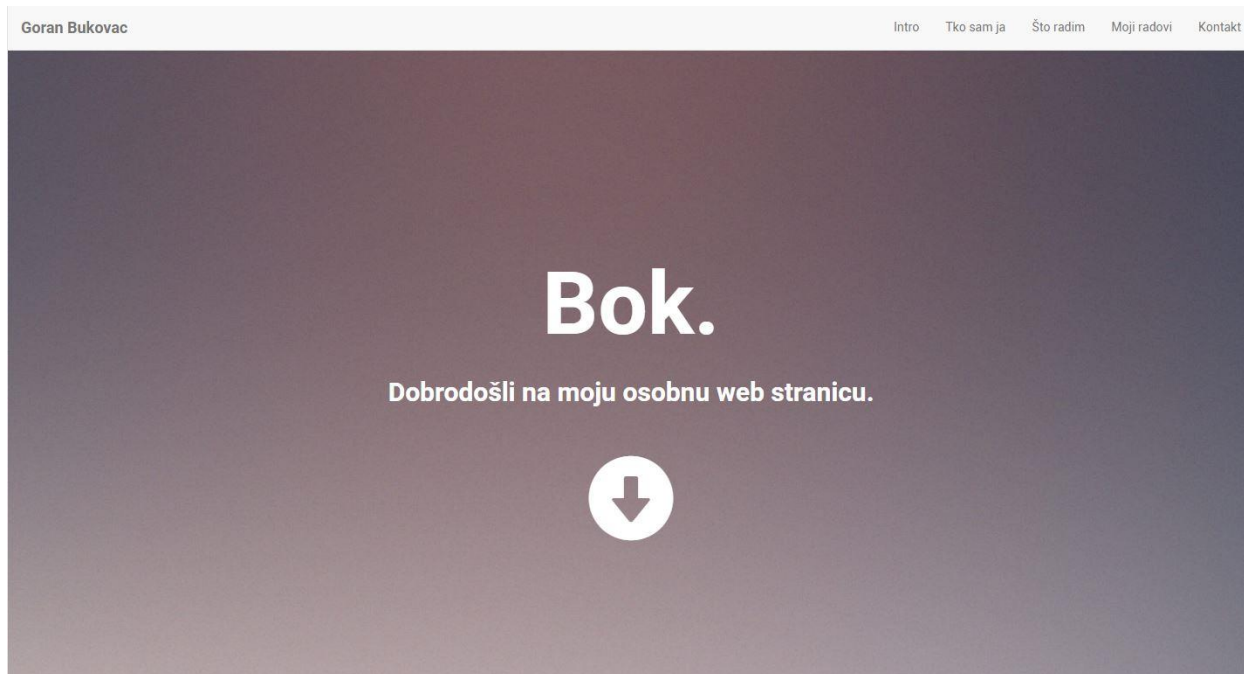 Goran Bukovac Intro Tko sam ja Što radim Moji radovi Kontakt
Bok.
Dobrodošli na moju osobnu web stranicu.